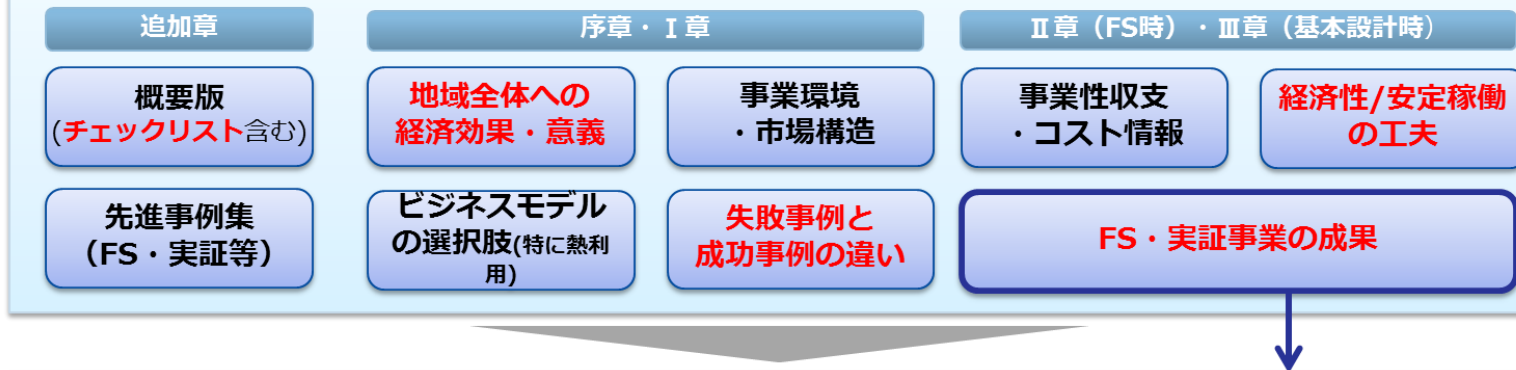 追加章
概要版
(チェックリスト含む)
先進事例集
(FS・実証等)
序章・Ⅰ章
地域全体への
経済効果・意義
事業環境
・市場構造
ビジネスモデル
の選択肢(特に熱利
用)
失敗事例と
成功事例の違い
Ⅱ章（FS時）・Ⅲ章（基本設計時）
事業性収支
・コスト情報
経済性/安定稼働
の工夫
FS・実証事業の成果